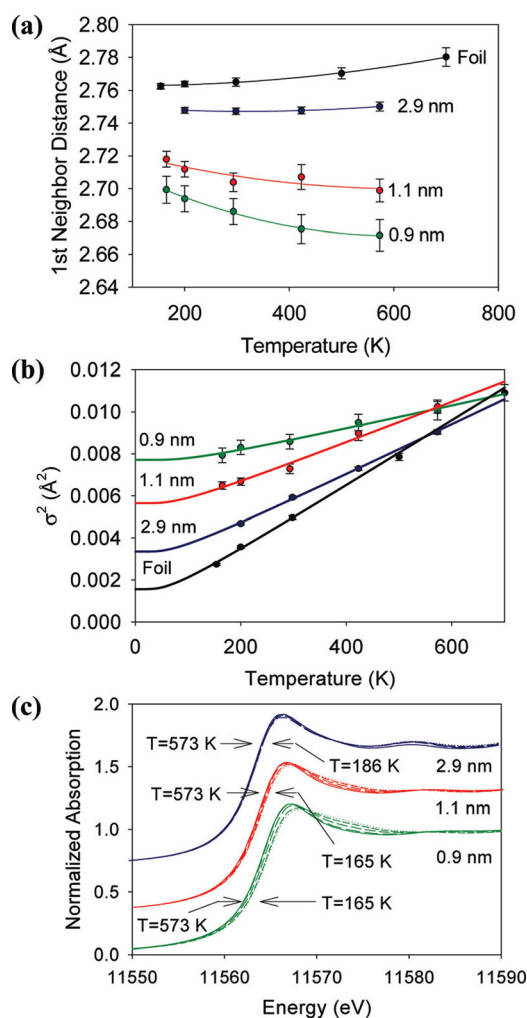 (a)
2.80
2.78
2.76
2.74
2.72
2.70
2.68
2.66
2.64
1st Neighbor Distance (Å)
Foil
2.9 nm
1.1 nm
0.9 nm
200
400
600
800
Temperature (K)
(b)
0.012
0.010
0.008
0.006
0.004
0.002
0.000
σ² (Å²)
0.9 nm
1.1 nm
2.9 nm
Foil
0
200
400
600
Temperature (K)
(c)
2.0
1.5
1.0
0.5
0.0
Normalized Absorption
T=573 K
T=186 K
2.9 nm
T=573 K
1.1 nm
T=165 K
0.9 nm
T=573 K
T=165 K
11550
11560
11570
11580
11590
Energy (eV)